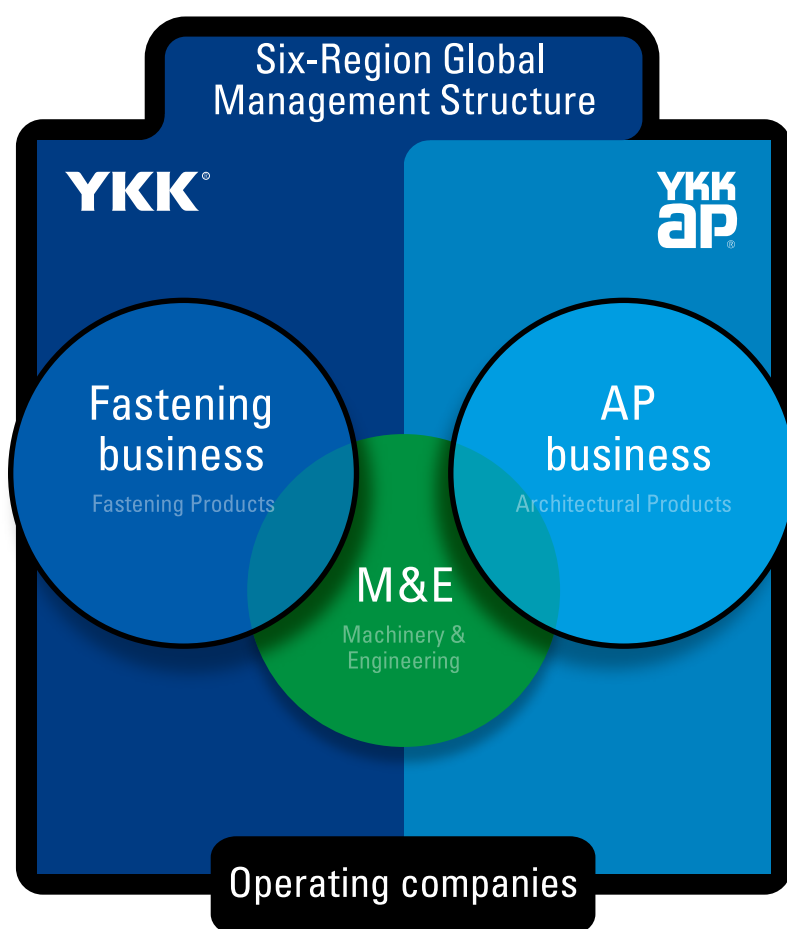 Six-Region Global
Management Structure
YKK®
YKK
ap®
Fastening
business
Fastening Products
AP
business
Architectural Products
M&E
Machinery &
Engineering
Operating companies